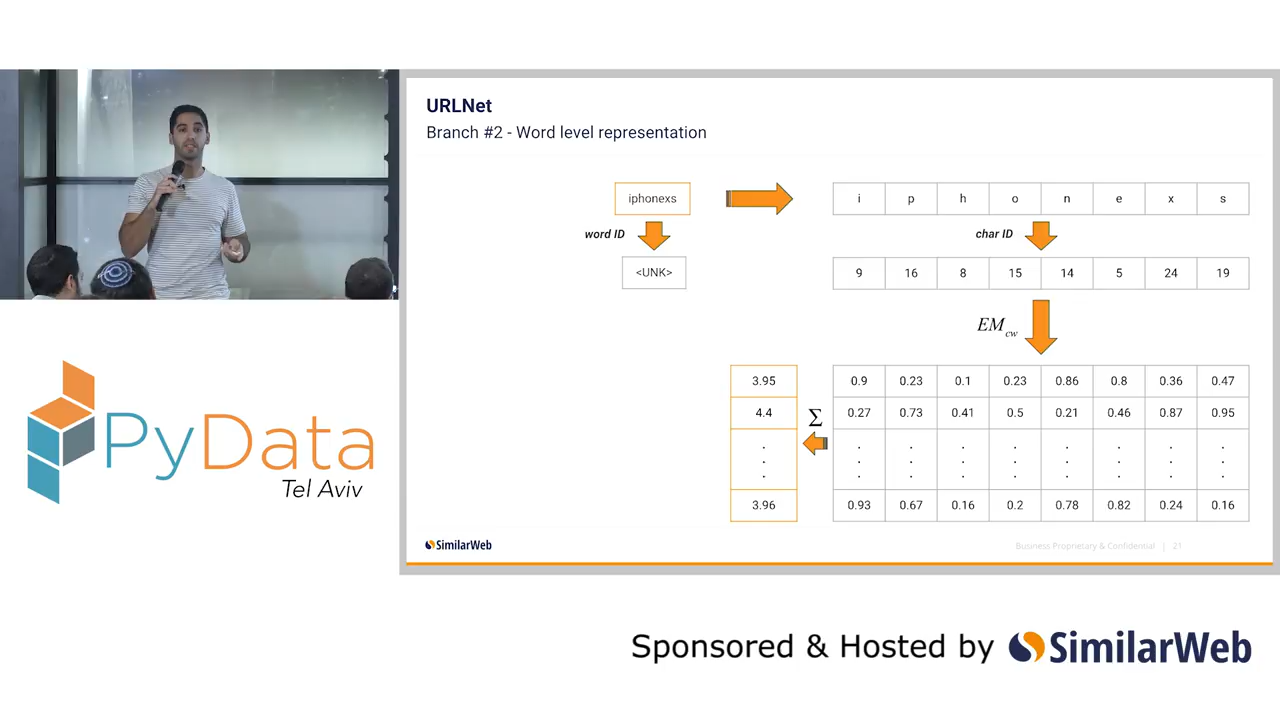 URLNet
Branch #2 - Word level representation
iphonexs
i p h o n e x s
word ID
char ID
<UNK>
9 16 8 15 14 5 24 19
EMcw
3.95
0.9 0.23 0.1 0.23 0.86 0.8 0.36 0.47
4.4
Σ
0.27 0.73 0.41 0.5 0.21 0.46 0.87 0.95
3.96
0.93 0.67 0.16 0.2 0.78 0.82 0.24 0.16
SimilarWeb
Business Proprietary & Confidential | 21
PyData
Tel Aviv
Sponsored & Hosted by SimilarWeb